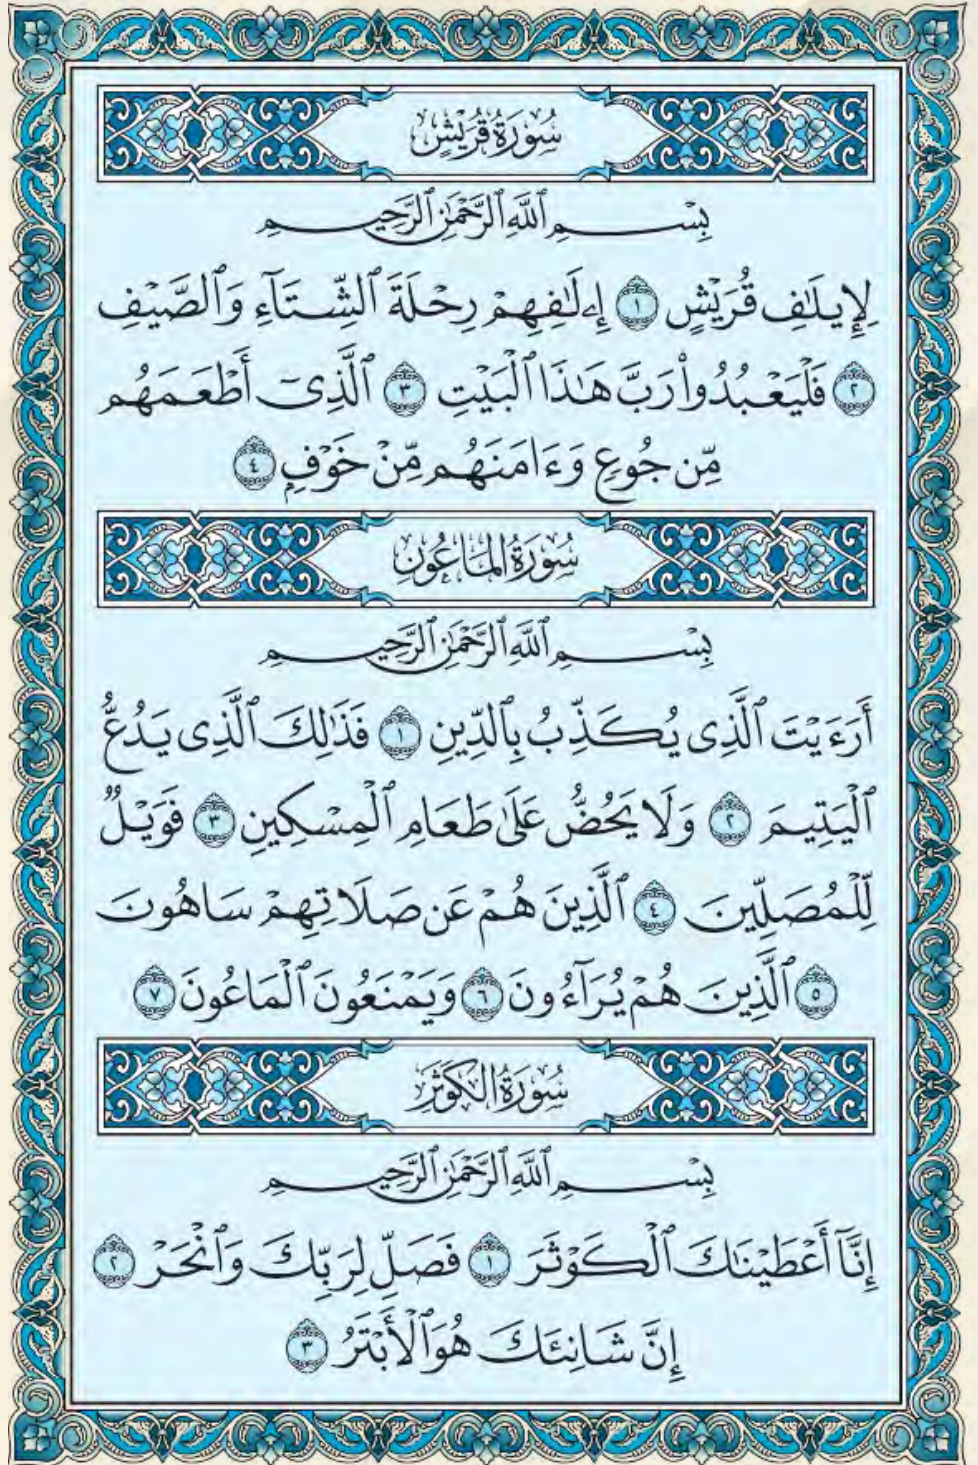 سُورَةُ قُرَيْشٍ
بِسْمِ ٱللَّهِ ٱلرَّحْمَٰنِ ٱلرَّحِيمِ
لِإِيلَٰفِ قُرَيْشٍ ١ إِۦلَٰفِهِمْ رِحْلَةَ ٱلشِّتَآءِ وَٱلصَّيْفِ
٢ فَلْيَعْبُدُوا۟ رَبَّ هَٰذَا ٱلْبَيْتِ ٣ ٱلَّذِىٓ أَطْعَمَهُم
مِّن جُوعٍ وَءَامَنَهُم مِّنْ خَوْفٍۭ ٤
سُورَةُ المَاعُونِ
بِسْمِ ٱللَّهِ ٱلرَّحْمَٰنِ ٱلرَّحِيمِ
أَرَءَيْتَ ٱلَّذِى يُكَذِّبُ بِٱلدِّينِ ١ فَذَٰلِكَ ٱلَّذِى يَدُعُّ
ٱلْيَتِيمَ ٢ وَلَا يَحُضُّ عَلَىٰ طَعَامِ ٱلْمِسْكِينِ ٣ فَوَيْلٌ
لِّلْمُصَلِّينَ ٤ ٱلَّذِينَ هُمْ عَن صَلَاتِهِمْ سَاهُونَ
٥ ٱلَّذِينَ هُمْ يُرَآءُونَ ٦ وَيَمْنَعُونَ ٱلْمَاعُونَ ٧
سُورَةُ الكَوْثَرِ
بِسْمِ ٱللَّهِ ٱلرَّحْمَٰنِ ٱلرَّحِيمِ
إِنَّآ أَعْطَيْنَٰكَ ٱلْكَوْثَرَ ١ فَصَلِّ لِرَبِّكَ وَٱنْحَرْ ٢
إِنَّ شَانِئَكَ هُوَ ٱلْأَبْتَرُ ٣